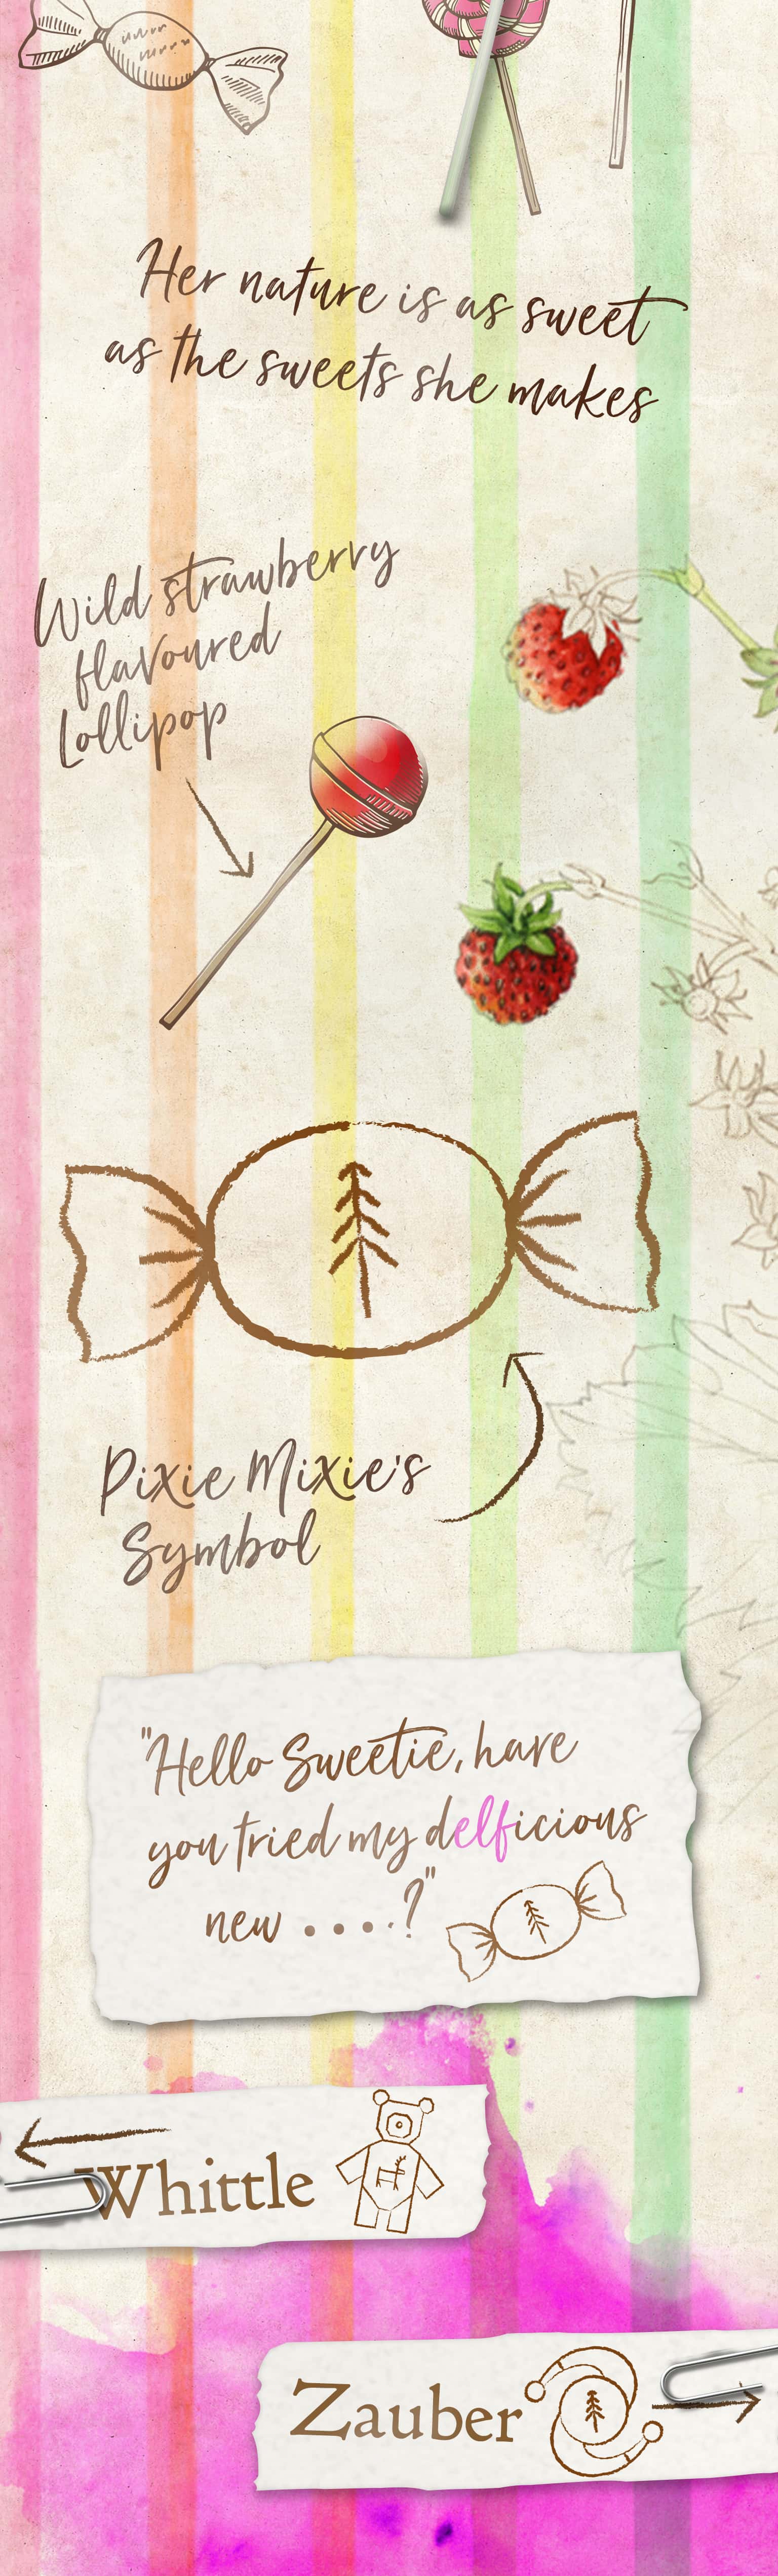 Her nature is as sweet
as the sweets she makes
Wild strawberry
flavoured
Lollipop
Pixie Mixie's
Symbol
"Hello Sweetie, have
you tried my delficious
new ....?"
Whittle
Zauber